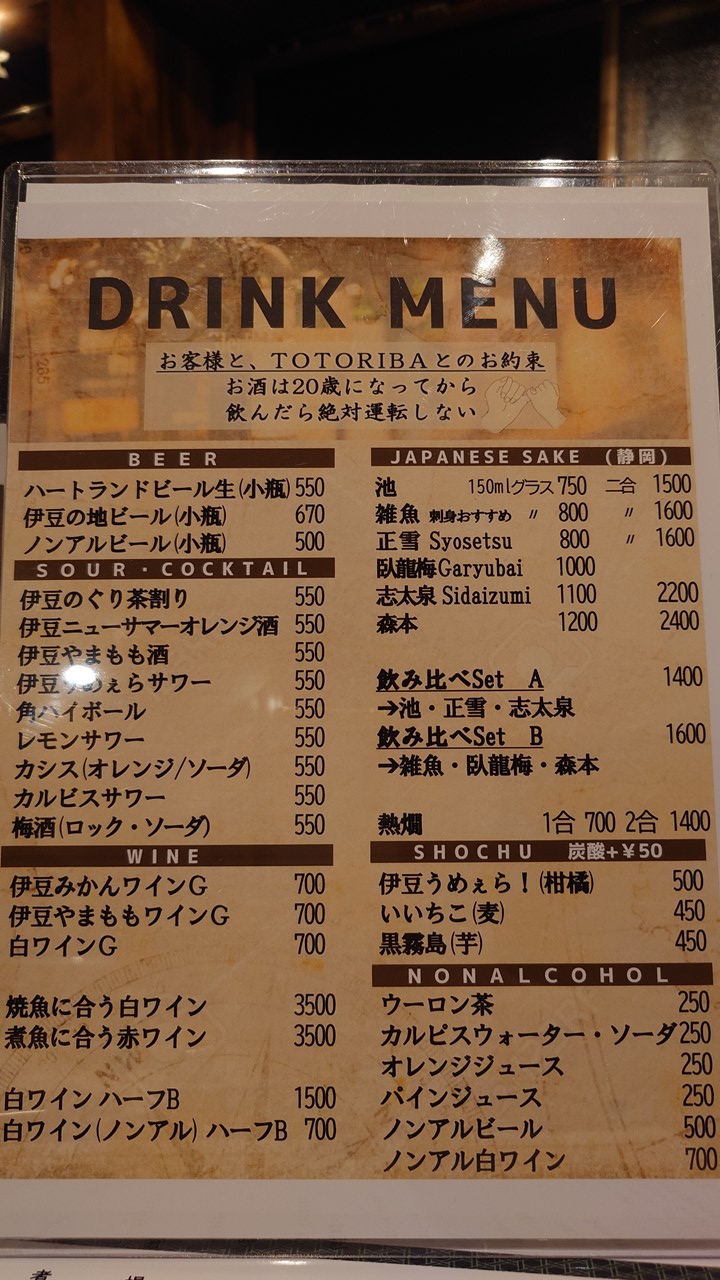 DRINK MENU
お客様と、TOTORIBAとのお約束
お酒は20歳になってから
飲んだら絶対運転しない
BEER
ハートランドビール生(小瓶) 550
伊豆の地ビール(小瓶) 670
ノンアルビール(小瓶) 500
SOUR・COCKTAIL
伊豆のぐり茶割り 550
伊豆ニューサマーオレンジ酒 550
伊豆やまもも酒 550
伊豆うめぇらサワー 550
角ハイボール 550
レモンサワー 550
カシス(オレンジ/ソーダ) 550
カルピスサワー 550
梅酒(ロック・ソーダ) 550
WINE
伊豆みかんワインG 700
伊豆やまももワインG 700
白ワインG 700
焼魚に合う白ワイン 3500
煮魚に合う赤ワイン 3500
白ワイン ハーフB 1500
白ワイン(ノンアル) ハーフB 700
JAPANESE SAKE (静岡)
池 150mlグラス 750 二合 1500
雑魚 刺身おすすめ 〃 800 〃 1600
正雪 Syosetsu 800 〃 1600
臥龍梅Garyubai 1000
志太泉 Sidaizumi 1100 2200
森本 1200 2400
飲み比べSet A 1400
→池・正雪・志太泉
飲み比べSet B 1600
→雑魚・臥龍梅・森本
熱燗 1合 700 2合 1400
SHOCHU 炭酸+¥50
伊豆うめぇら！(柑橘) 500
いいちこ(麦) 450
黒霧島(芋) 450
NONALCOHOL
ウーロン茶 250
カルピスウォーター・ソーダ 250
オレンジジュース 250
パインジュース 250
ノンアルビール 500
ノンアル白ワイン 700